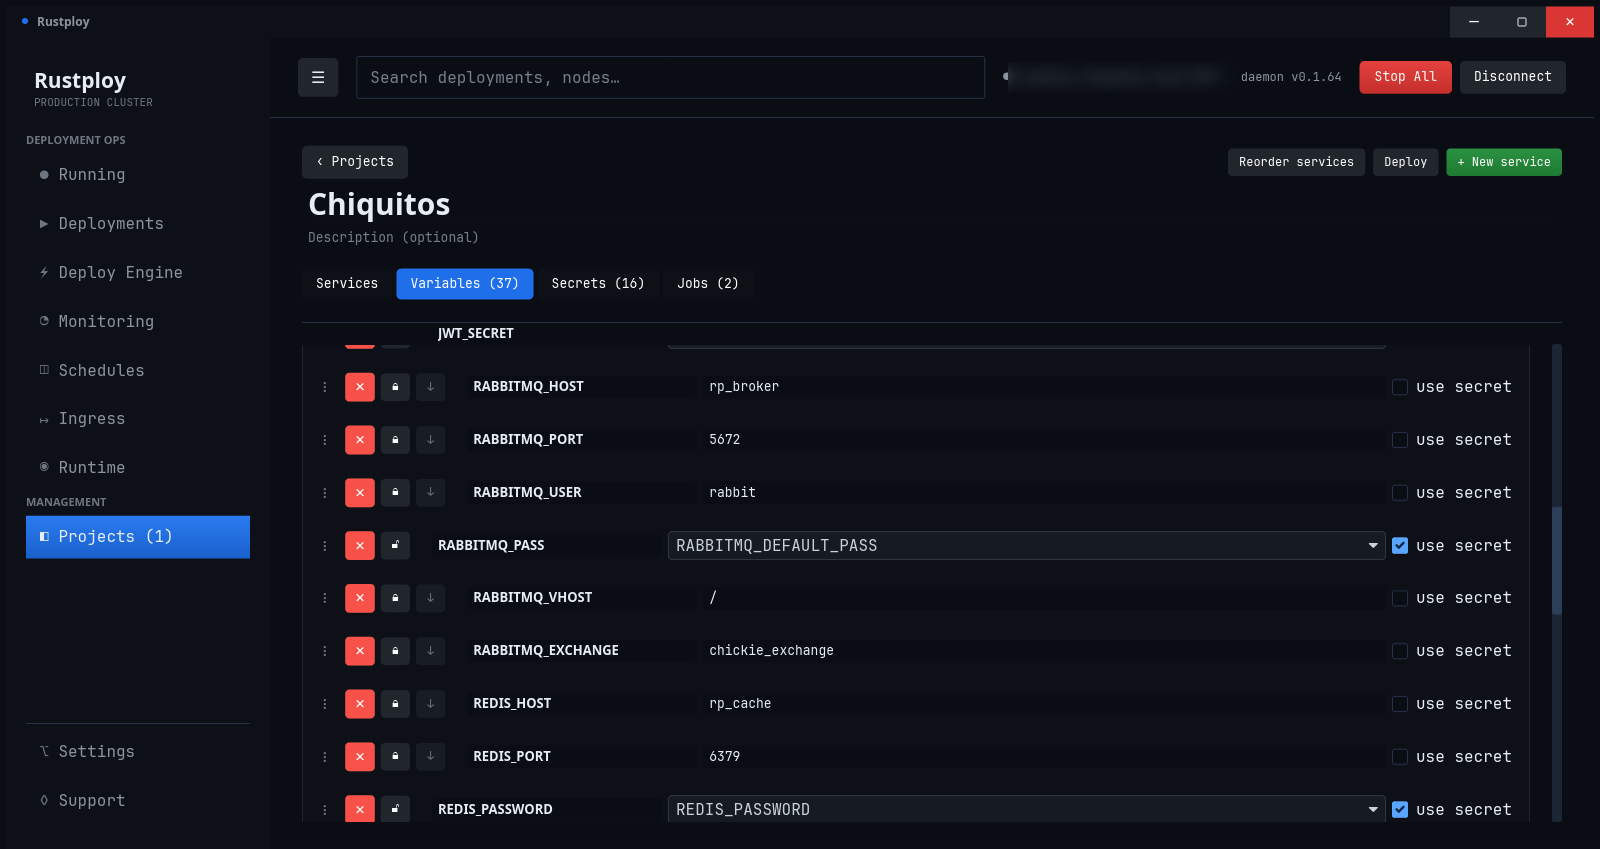 Rustploy
Rustploy
PRODUCTION CLUSTER
DEPLOYMENT OPS
Running
Deployments
Deploy Engine
Monitoring
Schedules
Ingress
Runtime
MANAGEMENT
Projects (1)
Settings
Support
Search deployments, nodes…
daemon v0.1.64
Stop All
Disconnect
‹ Projects
Reorder services
Deploy
+ New service
Chiquitos
Description (optional)
Services
Variables (37)
Secrets (16)
Jobs (2)
JWT_SECRET
RABBITMQ_HOST rp_broker use secret
RABBITMQ_PORT 5672 use secret
RABBITMQ_USER rabbit use secret
RABBITMQ_PASS RABBITMQ_DEFAULT_PASS use secret
RABBITMQ_VHOST / use secret
RABBITMQ_EXCHANGE chickie_exchange use secret
REDIS_HOST rp_cache use secret
REDIS_PORT 6379 use secret
REDIS_PASSWORD REDIS_PASSWORD use secret